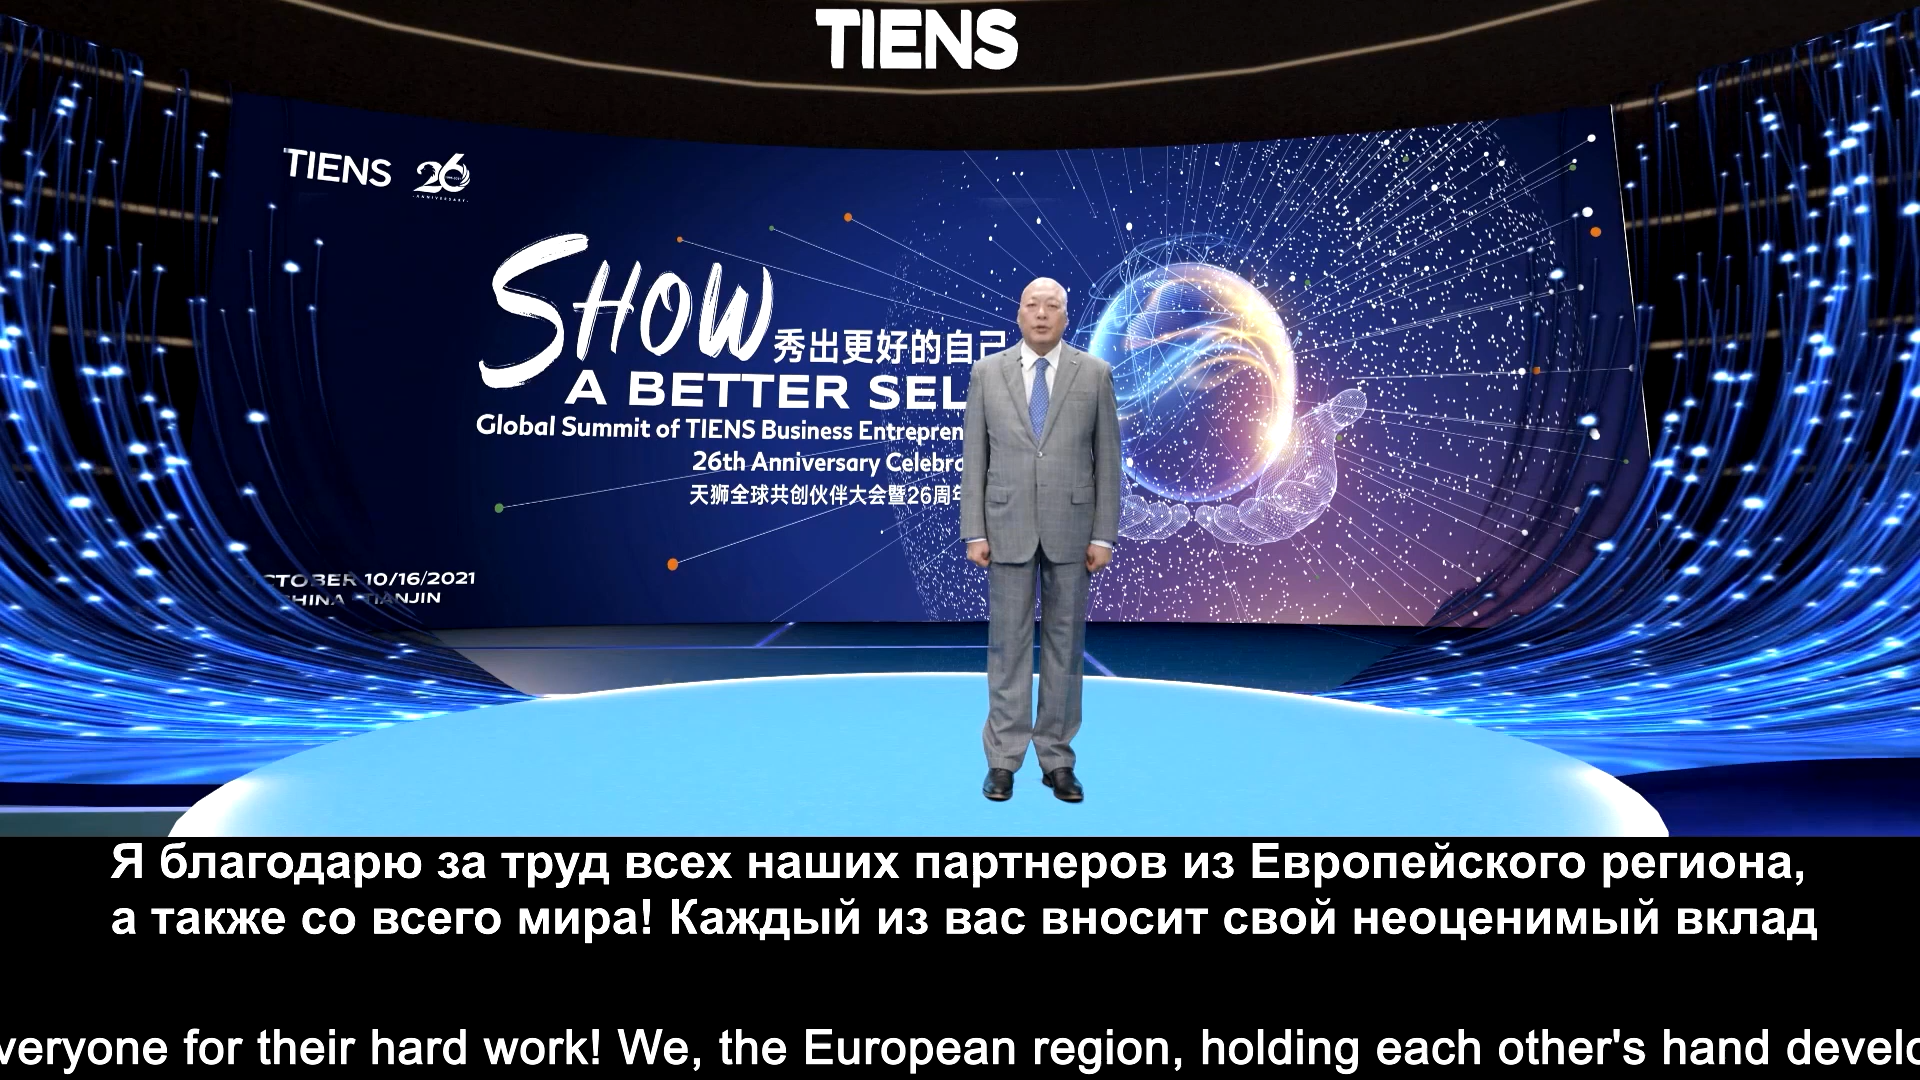 TIENS
TIENS 26
ANNIVERSARY
SHOW 秀出更好的自己
A BETTER SEL
Global Summit of TIENS Business Entrepren
26th Anniversary Celebra
天狮全球共创伙伴大会暨26周年
OCTOBER 10/16/2021
CHINA TIANJIN
Я благодарю за труд всех наших партнеров из Европейского региона,
а также со всего мира! Каждый из вас вносит свой неоценимый вклад
veryone for their hard work! We, the European region, holding each other's hand develo